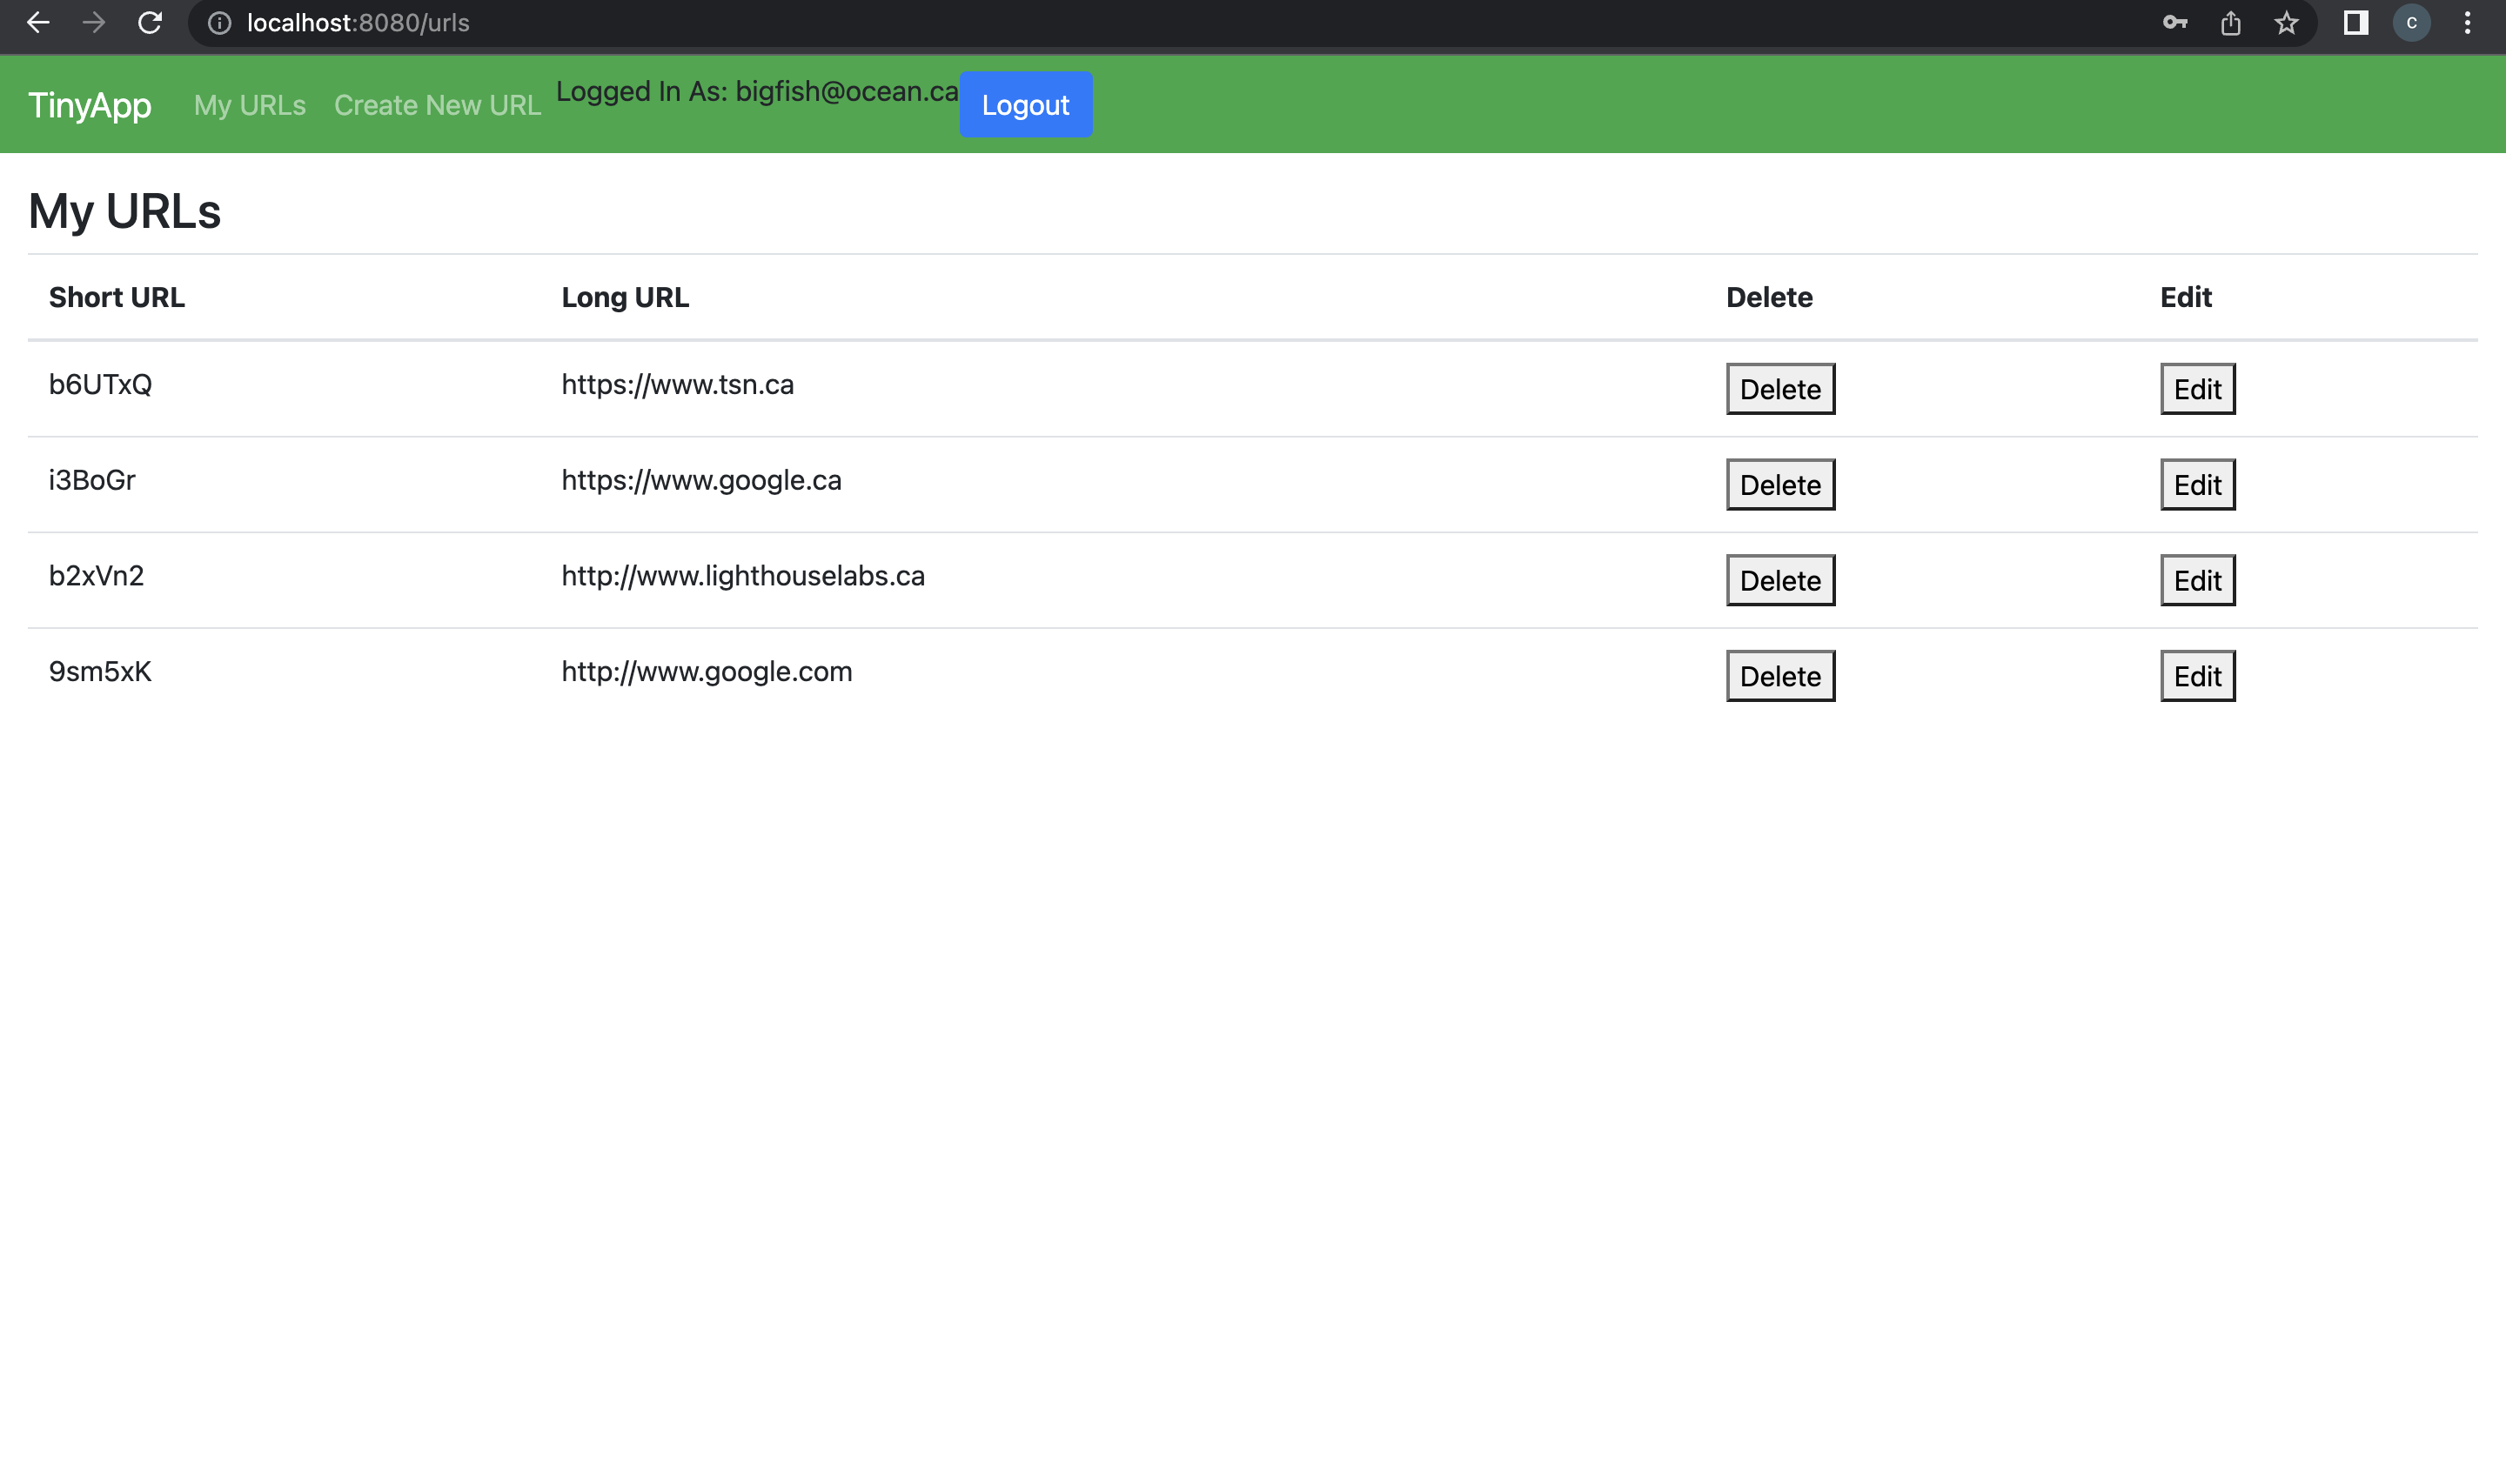 localhost:8080/urls
C
TinyApp My URLs Create New URL Logged In As: bigfish@ocean.ca Logout
My URLs
Short URL Long URL Delete Edit
b6UTxQ https://www.tsn.ca Delete Edit
i3BoGr https://www.google.ca Delete Edit
b2xVn2 http://www.lighthouselabs.ca Delete Edit
9sm5xK http://www.google.com Delete Edit